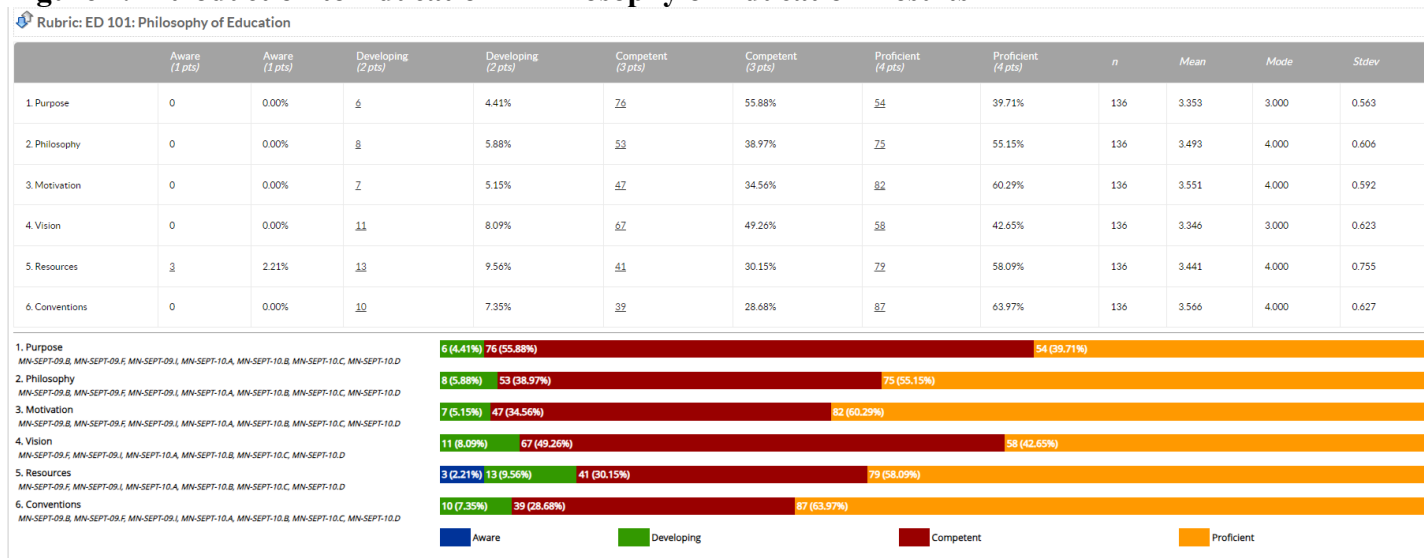 Rubric: ED 101: Philosophy of Education
Aware (1 pts) Aware (1 pts) Developing (2 pts) Developing (2 pts) Competent (3 pts) Competent (3 pts) Proficient (4 pts) Proficient (4 pts) n Mean Mode Stdev
1. Purpose 0 0.00% 6 4.41% 76 55.88% 54 39.71% 136 3.353 3.000 0.563
2. Philosophy 0 0.00% 8 5.88% 53 38.97% 75 55.15% 136 3.493 4.000 0.606
3. Motivation 0 0.00% 7 5.15% 47 34.56% 82 60.29% 136 3.551 4.000 0.592
4. Vision 0 0.00% 11 8.09% 67 49.26% 58 42.65% 136 3.346 3.000 0.623
5. Resources 3 2.21% 13 9.56% 41 30.15% 79 58.09% 136 3.441 4.000 0.755
6. Conventions 0 0.00% 10 7.35% 39 28.68% 87 63.97% 136 3.566 4.000 0.627
1. Purpose 6 (4.41%) 76 (55.88%) 54 (39.71%)
MN-SEPT-09.B, MN-SEPT-09.F, MN-SEPT-09.I, MN-SEPT-10.A, MN-SEPT-10.B, MN-SEPT-10.C, MN-SEPT-10.D
2. Philosophy 8 (5.88%) 53 (38.97%) 75 (55.15%)
MN-SEPT-09.B, MN-SEPT-09.F, MN-SEPT-09.I, MN-SEPT-10.A, MN-SEPT-10.B, MN-SEPT-10.C, MN-SEPT-10.D
3. Motivation 7 (5.15%) 47 (34.56%) 82 (60.29%)
MN-SEPT-09.B, MN-SEPT-09.F, MN-SEPT-09.I, MN-SEPT-10.A, MN-SEPT-10.B, MN-SEPT-10.C, MN-SEPT-10.D
4. Vision 11 (8.09%) 67 (49.26%) 58 (42.65%)
MN-SEPT-09.F, MN-SEPT-09.I, MN-SEPT-10.A, MN-SEPT-10.B, MN-SEPT-10.C, MN-SEPT-10.D
5. Resources 3 (2.21%) 13 (9.56%) 41 (30.15%) 79 (58.09%)
MN-SEPT-09.F, MN-SEPT-09.I, MN-SEPT-10.A, MN-SEPT-10.B, MN-SEPT-10.C, MN-SEPT-10.D
6. Conventions 10 (7.35%) 39 (28.68%) 87 (63.97%)
MN-SEPT-09.B, MN-SEPT-09.F, MN-SEPT-09.I, MN-SEPT-10.A, MN-SEPT-10.B, MN-SEPT-10.C, MN-SEPT-10.D
Aware Developing Competent Proficient